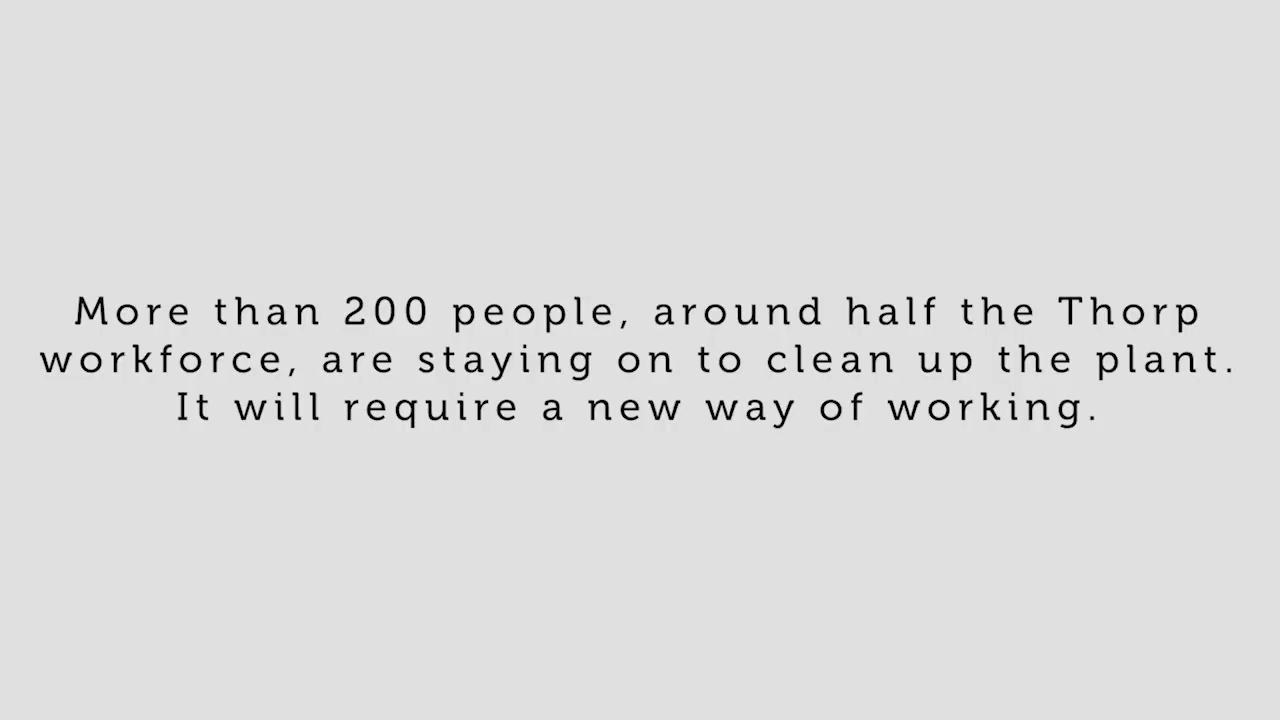 More than 200 people, around half the Thorp
workforce, are staying on to clean up the plant.
It will require a new way of working.